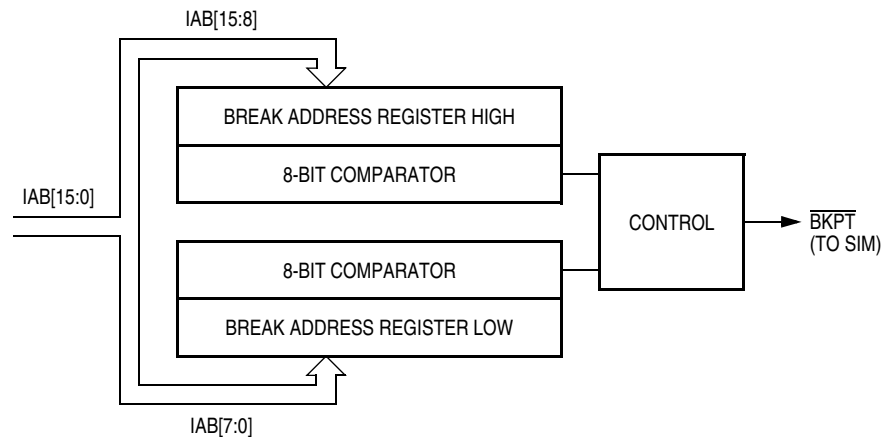 IAB[15:8]
BREAK ADDRESS REGISTER HIGH
8-BIT COMPARATOR
IAB[15:0]
CONTROL
BKPT
(TO SIM)
8-BIT COMPARATOR
BREAK ADDRESS REGISTER LOW
IAB[7:0]